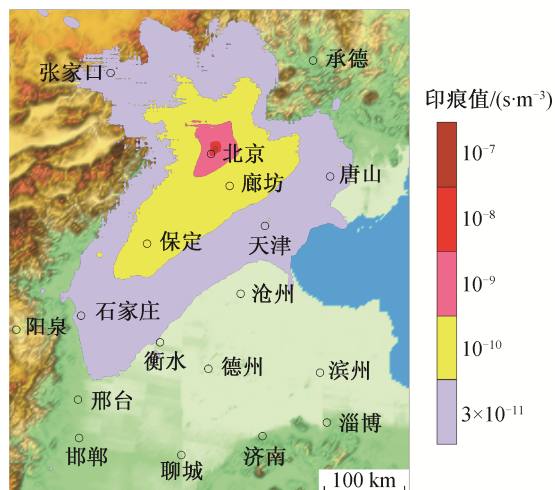 承德
张家口
北京
廊坊
唐山
保定
天津
沧州
石家庄
阳泉
衡水
德州
滨州
邢台
淄博
邯郸
聊城
济南
100 km
印痕值/(s·m⁻³)
10⁻⁷
10⁻⁸
10⁻⁹
10⁻¹⁰
3×10⁻¹¹